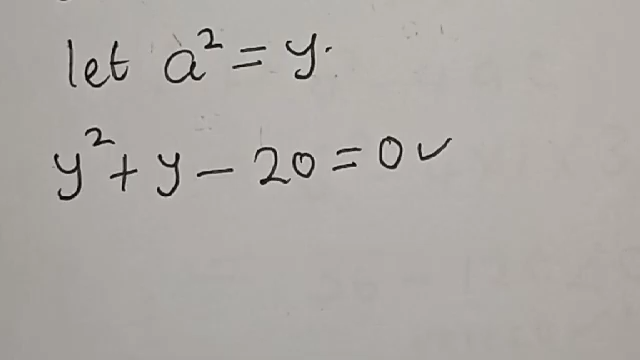 let a² = y.
y² + y - 20 = 0 ✓